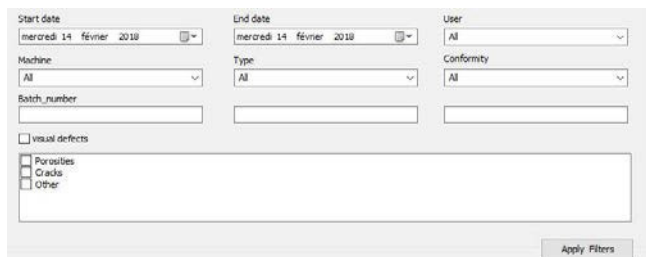 Start date End date User
mercredi 14 février 2018 mercredi 14 février 2018 All
Machine Type Conformity
All All All
Batch_number
visual defects
Porosities
Cracks
Other
Apply Filters